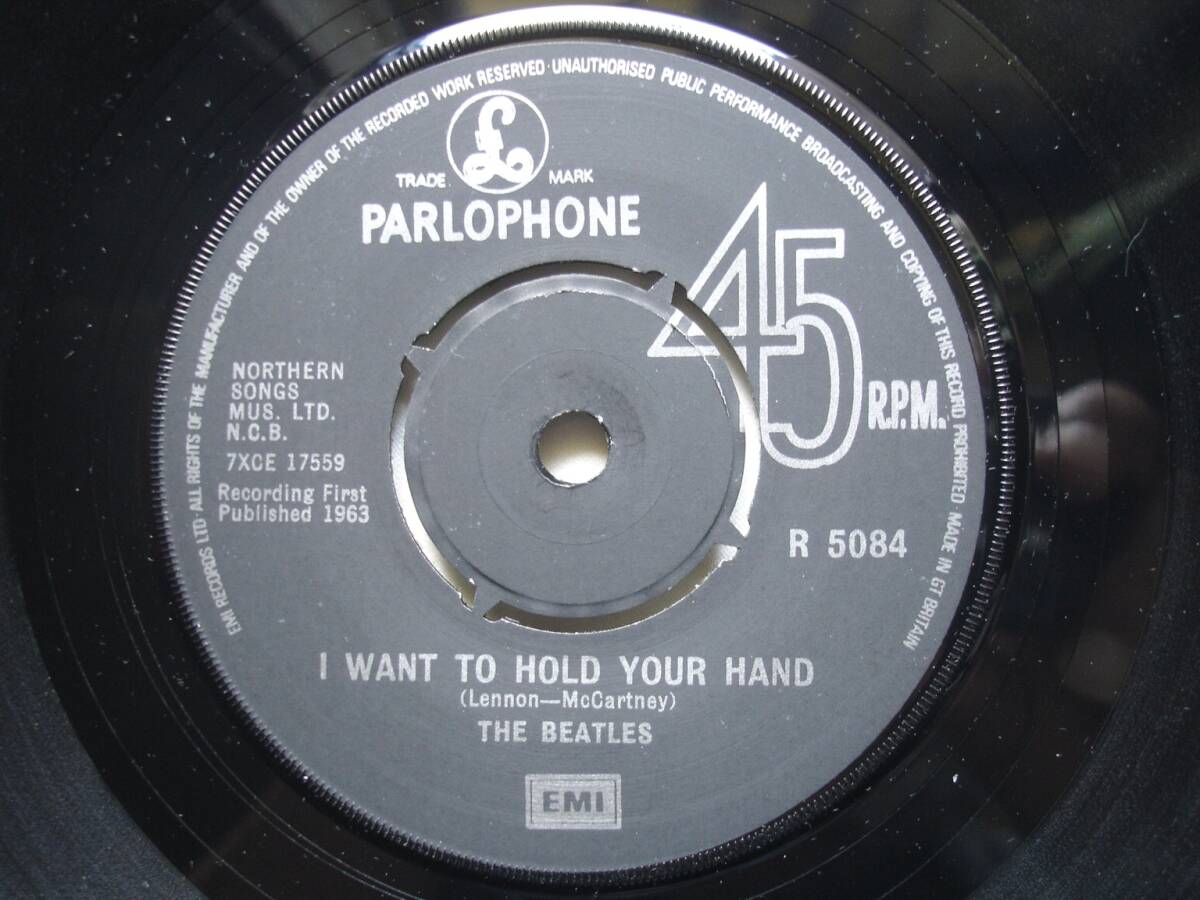 EMI RECORDS LTD · ALL RIGHTS OF THE MANUFACTURER AND OF THE OWNER OF THE RECORDED WORK RESERVED · UNAUTHORISED PUBLIC PERFORMANCE BROADCASTING AND COPYING OF THIS RECORD PROHIBITED · MADE IN GT BRITAIN
£
TRADE MARK
PARLOPHONE
45 R.P.M.
NORTHERN
SONGS
MUS. LTD.
N.C.B.
7XCE 17559
Recording First
Published 1963
R 5084
I WANT TO HOLD YOUR HAND
(Lennon—McCartney)
THE BEATLES
EMI